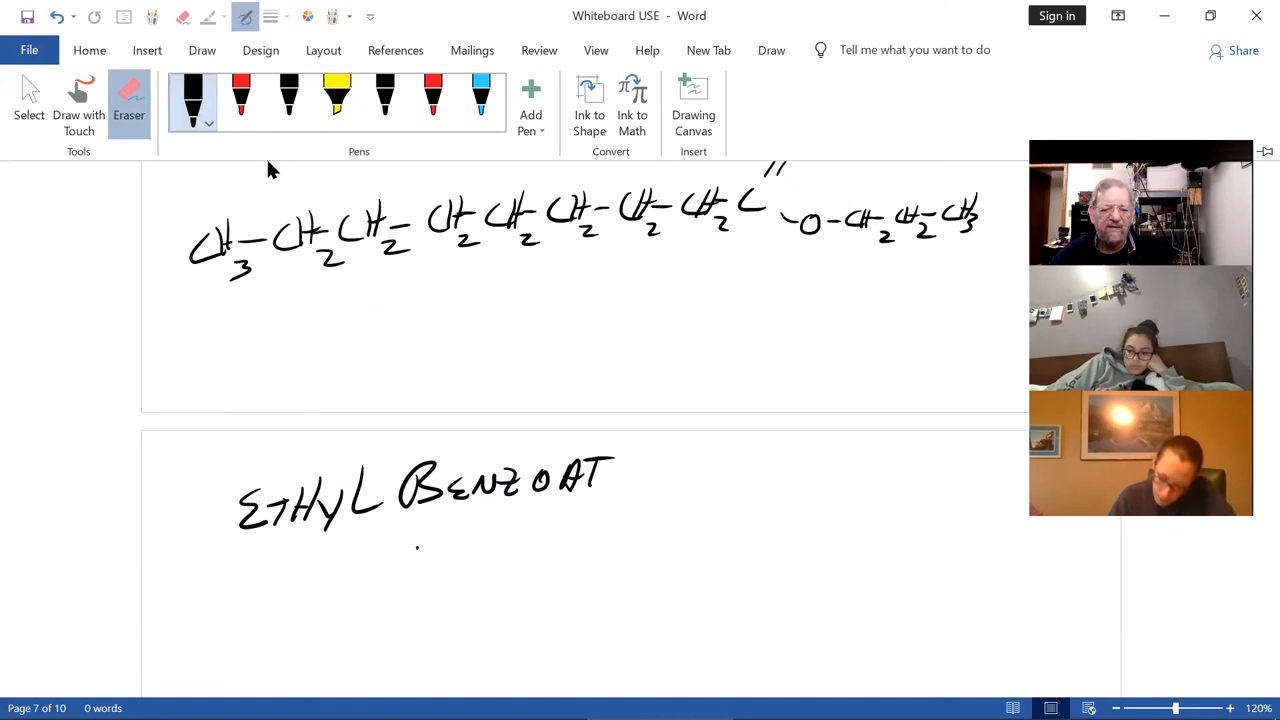 Whiteboard USE - Word
Sign in
File Home Insert Draw Design Layout References Mailings Review View Help New Tab Draw Tell me what you want to do Share
Select Draw with Touch Eraser Add Pen Ink to Shape Ink to Math Drawing Canvas
Tools Pens Convert Insert
CH3-CH2CH2-CH2CH2CH2-CH2-CH2C-O-CH2CH2-CH3
ETHYL BENZOAT
Page 7 of 10 0 words 120%